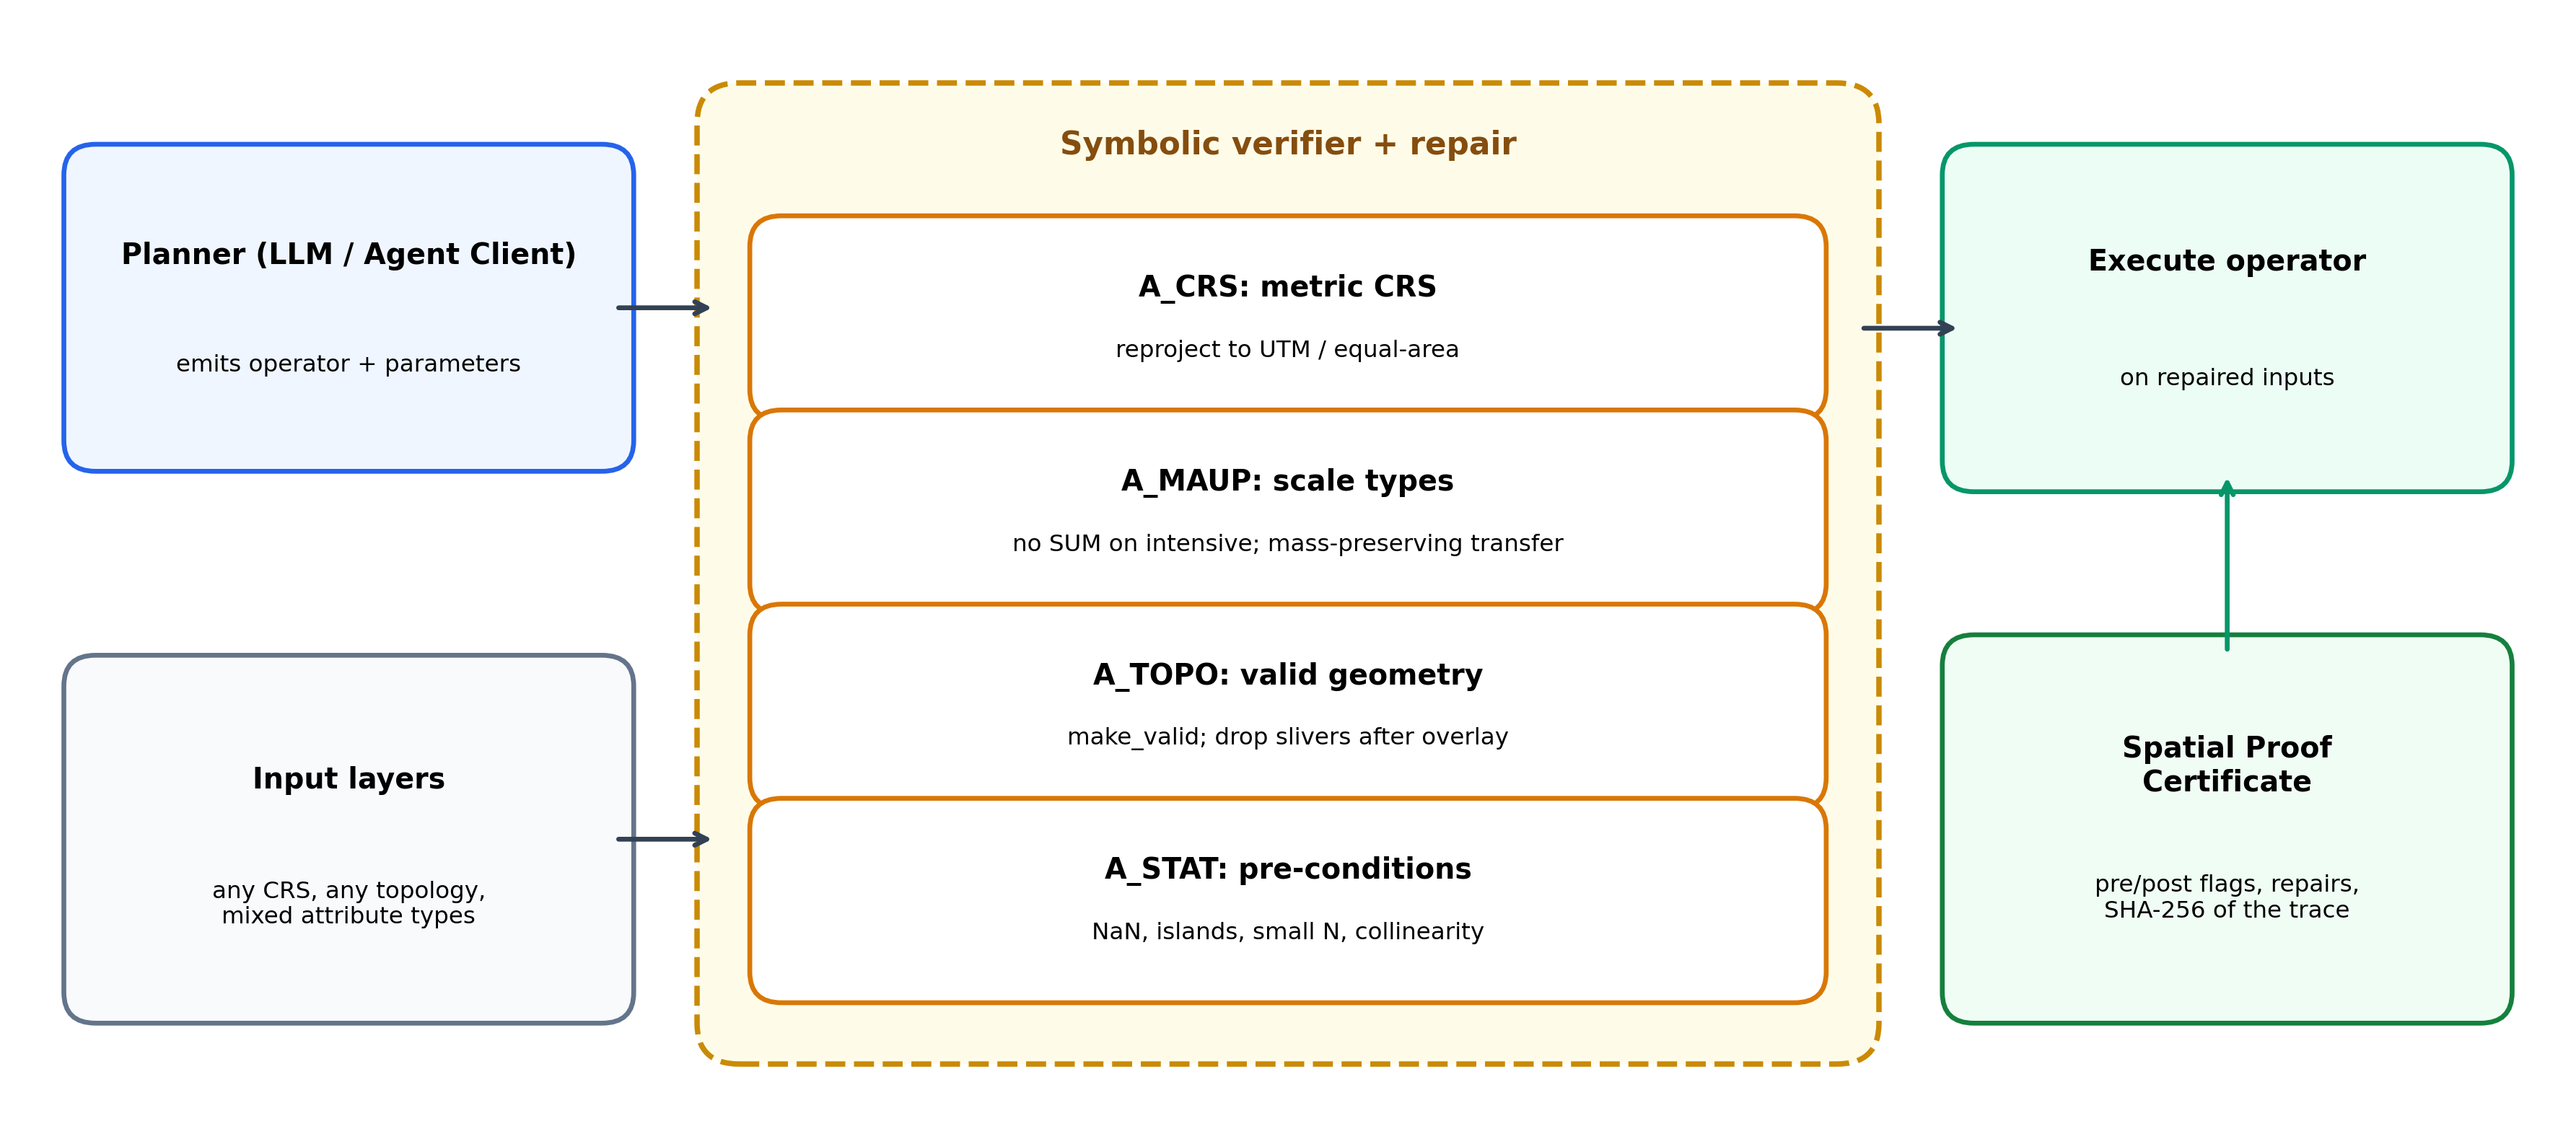 Planner (LLM / Agent Client)
emits operator + parameters
Input layers
any CRS, any topology,
mixed attribute types
Symbolic verifier + repair
A_CRS: metric CRS
reproject to UTM / equal-area
A_MAUP: scale types
no SUM on intensive; mass-preserving transfer
A_TOPO: valid geometry
make_valid; drop slivers after overlay
A_STAT: pre-conditions
NaN, islands, small N, collinearity
Execute operator
on repaired inputs
Spatial Proof
Certificate
pre/post flags, repairs,
SHA-256 of the trace